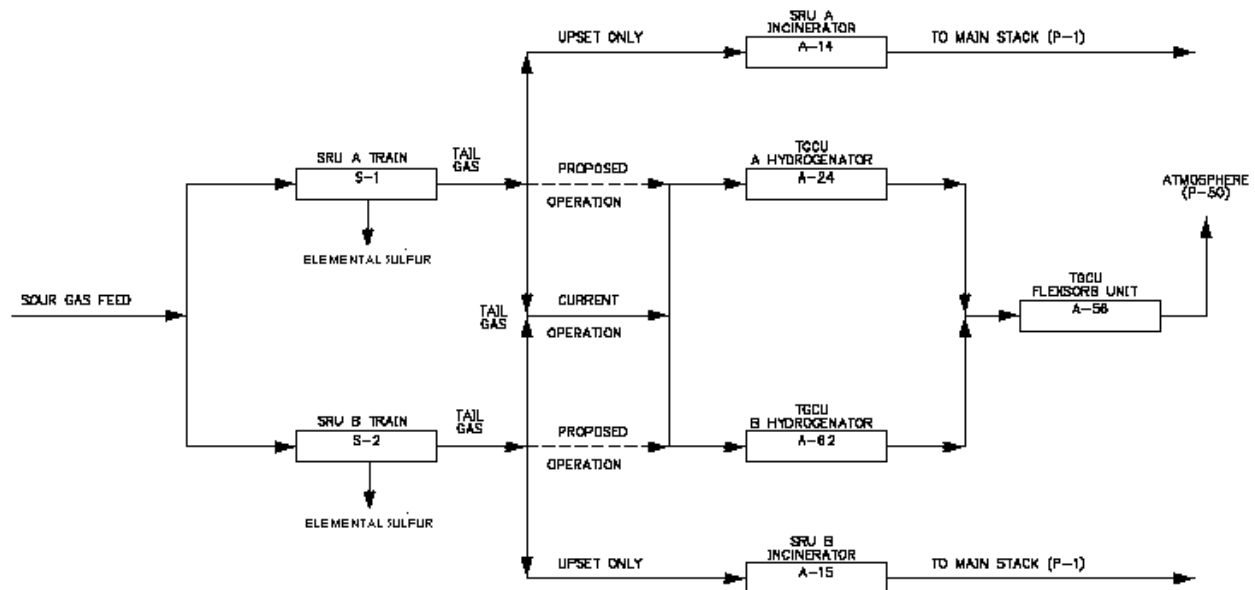 SRU A
INCINERATOR
UPSET ONLY
A-14
TO MAIN STACK (P-1)
TGCU
A HYDROGENATOR
SRU A TRAIN
TAIL
GAS
S-1
PROPOSED
A-24
OPERATION
ATMOSPHERE
(P-50)
ELEMENTAL SULFUR
SOUR GAS FEED
TAIL
GAS
CURRENT
OPERATION
TGCU
FLEXSORB UNIT
A-56
SRU B TRAIN
TAIL
GAS
S-2
PROPOSED
OPERATION
TGCU
B HYDROGENATOR
A-62
ELEMENTAL SULFUR
SRU B
INCINERATOR
UPSET ONLY
A-15
TO MAIN STACK (P-1)